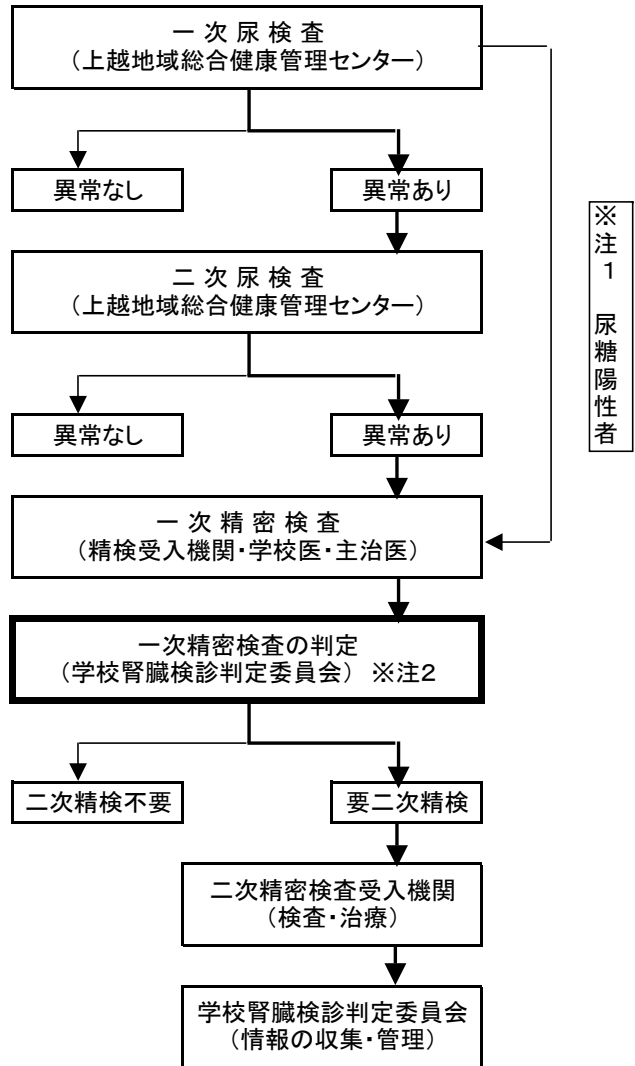 一 次 尿 検 査
（上越地域総合健康管理センター）
異常なし
異常あり
※注１　尿糖陽性者
二 次 尿 検 査
（上越地域総合健康管理センター）
異常なし
異常あり
一 次 精 密 検 査
（精検受入機関・学校医・主治医）
一次精密検査の判定
（学校腎臓検診判定委員会）　※注２
二次精検不要
要二次精検
二次精密検査受入機関
（検査・治療）
学校腎臓検診判定委員会
（情報の収集・管理）